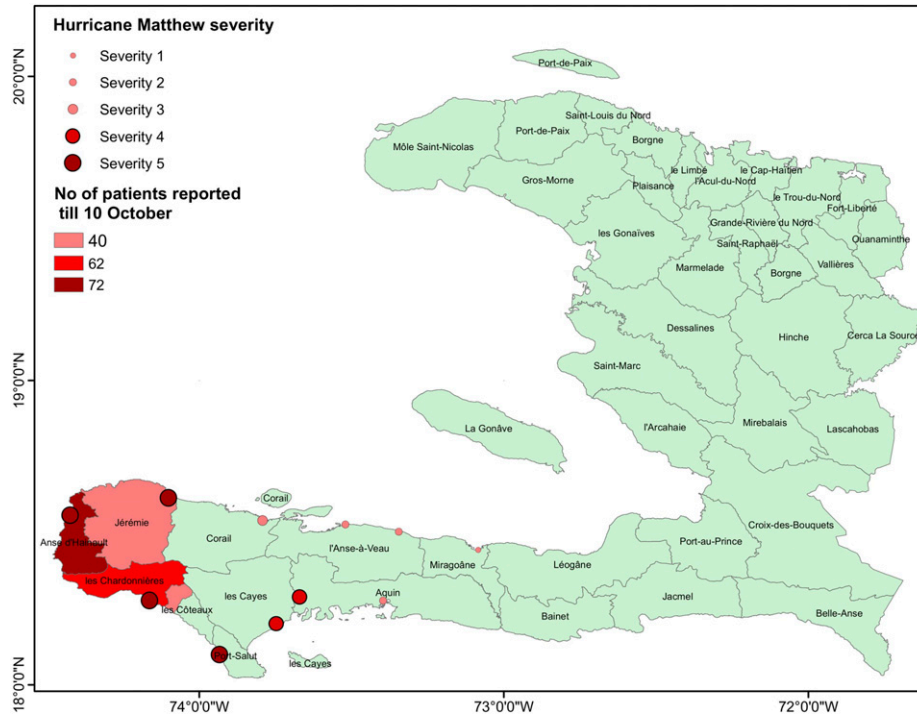 Hurricane Matthew severity
Severity 1
Severity 2
Severity 3
Severity 4
Severity 5
No of patients reported
till 10 October
40
62
72
20°0'0"N
19°0'0"N
18°0'0"N
Port-de-Paix
Saint-Louis du Nord
Port-de-Paix
Borgne
Môle Saint-Nicolas
le Limbé
le Cap-Haïtien
l'Acul-du-Nord
Gros-Morne
Plaisance
le Trou-du-Nord
Fort-Liberté
Grande-Rivière du Nord
les Gonaïves
Saint-Raphaël
Ouanaminthe
Marmelade
Borgne
Vallières
Dessalines
Hinche
Cerca La Source
Saint-Marc
Mirebalais
La Gonâve
l'Arcahaie
Lascahobas
Corail
Jérémie
Croix-des-Bouquets
Anse d'Hainault
Corail
l'Anse-à-Veau
Port-au-Prince
Miragoâne
Léogâne
les Chardonnières
les Cayes
Aquin
Jacmel
les Côteaux
Bainet
Belle-Anse
Port-Salut
les Cayes
74°0'0"W
73°0'0"W
72°0'0"W